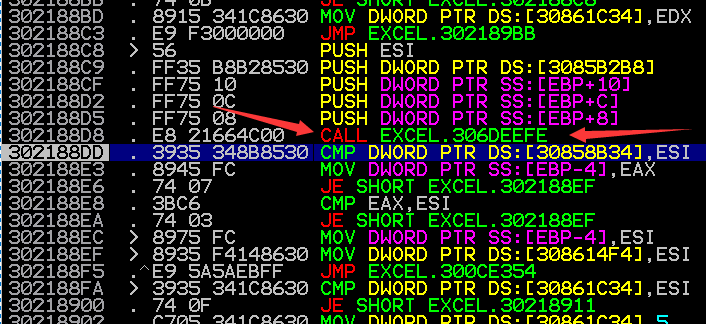 302188BB . 74 0B JE SHORT EXCEL.302188C8
302188BD . 8915 341C8630 MOV DWORD PTR DS:[30861C34],EDX
302188C3 . E9 F3000000 JMP EXCEL.302189BB
302188C8 > 56 PUSH ESI
302188C9 . FF35 B8B28530 PUSH DWORD PTR DS:[3085B2B8]
302188CF . FF75 10 PUSH DWORD PTR SS:[EBP+10]
302188D2 . FF75 0C PUSH DWORD PTR SS:[EBP+C]
302188D5 . FF75 08 PUSH DWORD PTR SS:[EBP+8]
302188D8 . E8 21664C00 CALL EXCEL.306DEEFE
302188DD . 3935 348B8530 CMP DWORD PTR DS:[30858B34],ESI
302188E3 . 8945 FC MOV DWORD PTR SS:[EBP-4],EAX
302188E6 . 74 07 JE SHORT EXCEL.302188EF
302188E8 . 3BC6 CMP EAX,ESI
302188EA . 74 03 JE SHORT EXCEL.302188EF
302188EC > 8975 FC MOV DWORD PTR SS:[EBP-4],ESI
302188EF > 8935 F4148630 MOV DWORD PTR DS:[308614F4],ESI
302188F5 .^E9 5A5AEBFF JMP EXCEL.300CE354
302188FA > 3935 341C8630 CMP DWORD PTR DS:[30861C34],ESI
30218900 . 74 0F JE SHORT EXCEL.30218911
30218902 . C705 341C8630 MOV DWORD PTR DS:[30861C34],5